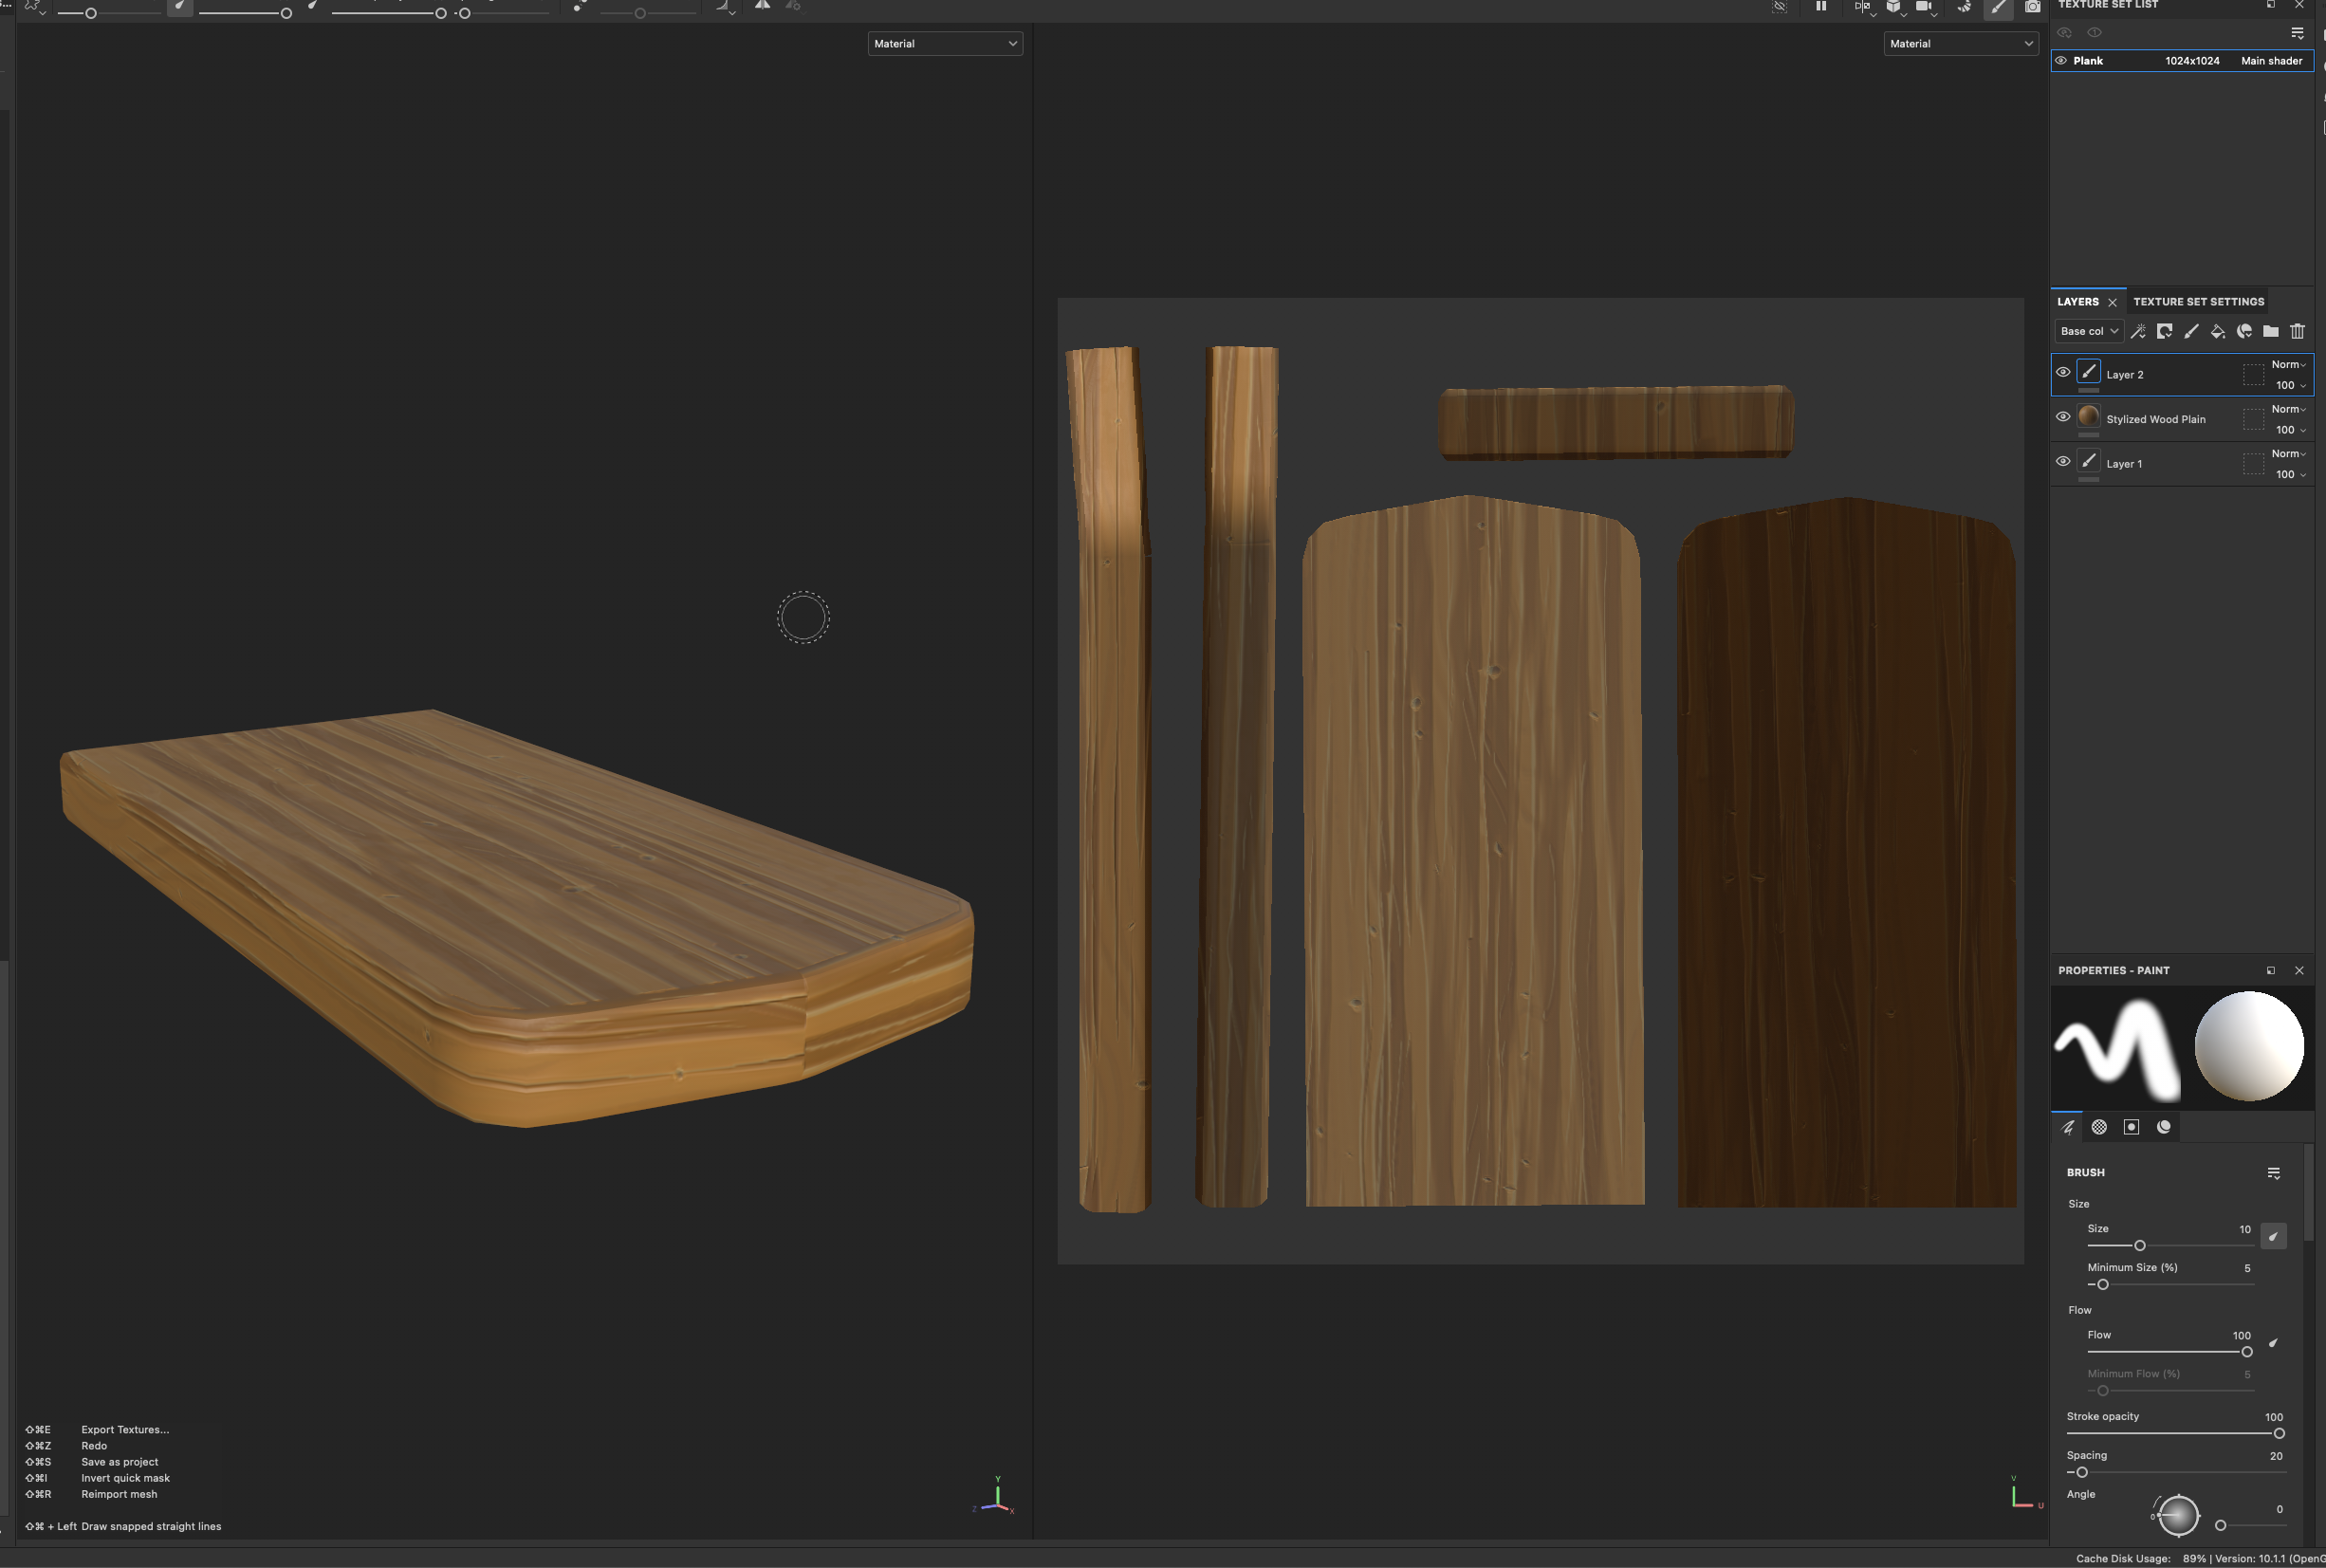 TEXTURE SET LIST
Material
Material
Plank 1024x1024 Main shader
LAYERS TEXTURE SET SETTINGS
Base col
Norm
Layer 2
100
Norm
Stylized Wood Plain
100
Norm
Layer 1
100
PROPERTIES - PAINT
BRUSH
Size
Size 10
Minimum Size (%) 5
Flow
Flow 100
Minimum Flow (%) 5
Stroke opacity 100
Spacing 20
Angle
0
0
⇧⌘E Export Textures...
⇧⌘Z Redo
⇧⌘S Save as project
⇧⌘I Invert quick mask
⇧⌘R Reimport mesh
⇧⌘ + Left Draw snapped straight lines
Y
Z X
V
U
Cache Disk Usage: 89% | Version: 10.1.1 (OpenG